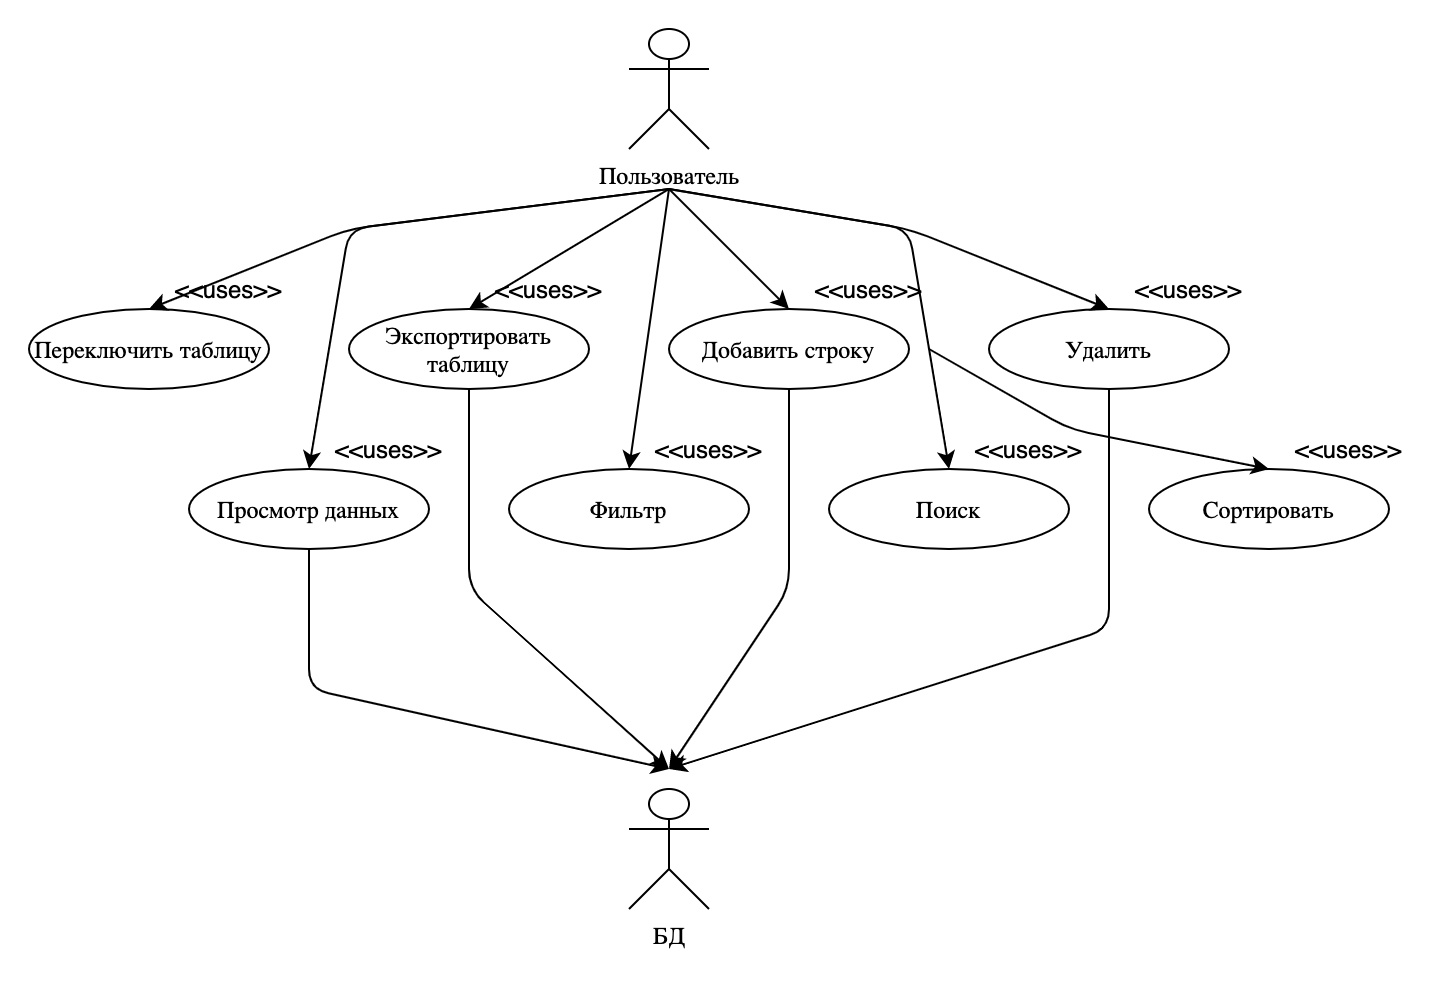 Пользователь
<<uses>>
<<uses>>
<<uses>>
<<uses>>
Переключить таблицу
Экспортировать
таблицу
Добавить строку
Удалить
<<uses>>
<<uses>>
<<uses>>
<<uses>>
Просмотр данных
Фильтр
Поиск
Сортировать
БД